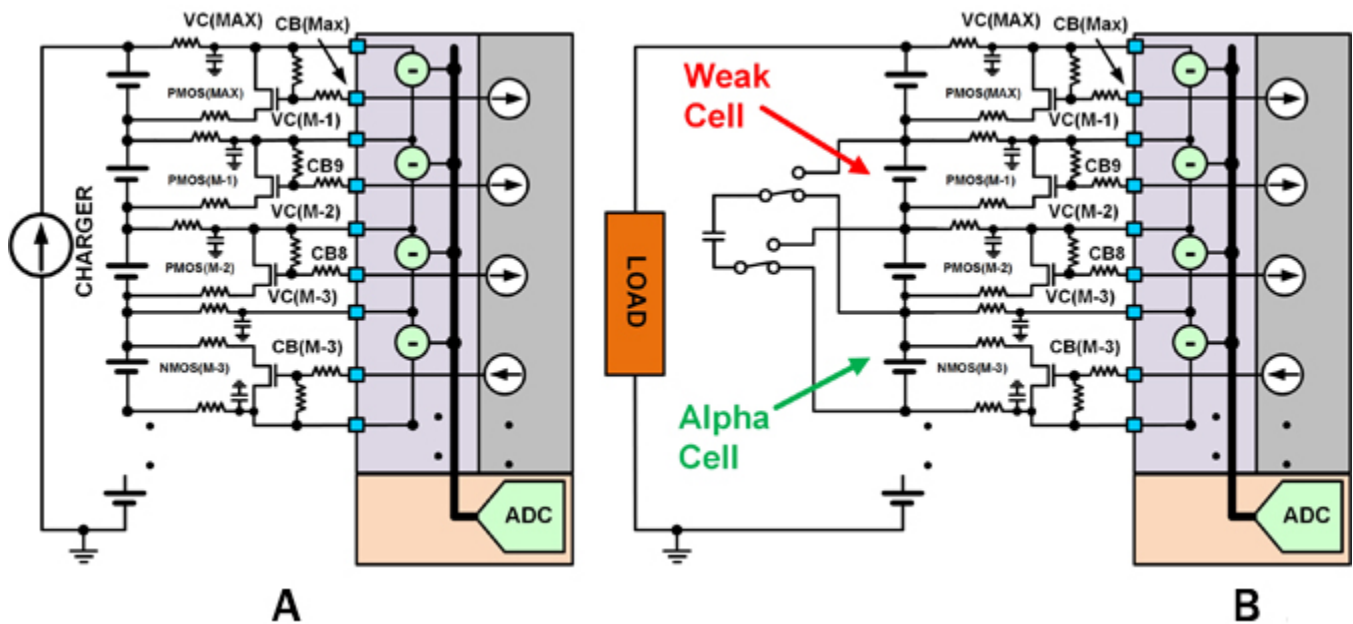 VC(MAX)
CB(Max)
PMOS(MAX)
VC(M-1)
CB9
PMOS(M-1)
VC(M-2)
CB8
PMOS(M-2)
VC(M-3)
CB(M-3)
NMOS(M-3)
CHARGER
ADC
A
VC(MAX)
CB(Max)
Weak
Cell
PMOS(MAX)
VC(M-1)
CB9
PMOS(M-1)
VC(M-2)
CB8
PMOS(M-2)
VC(M-3)
LOAD
CB(M-3)
NMOS(M-3)
Alpha
Cell
ADC
B